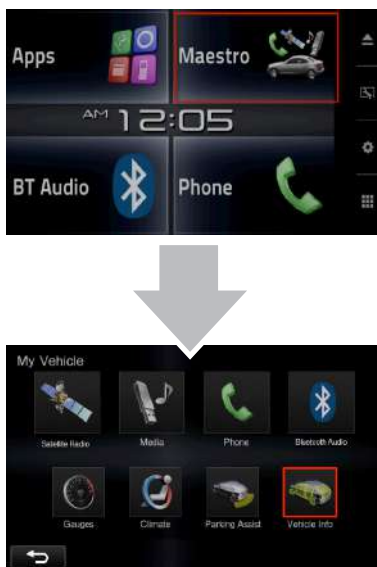 Apps
Maestro
AM 12:05
BT Audio
Phone
My Vehicle
Satellite Radio
Media
Phone
Bluetooth Audio
Gauges
Climate
Parking Assist
Vehicle Info